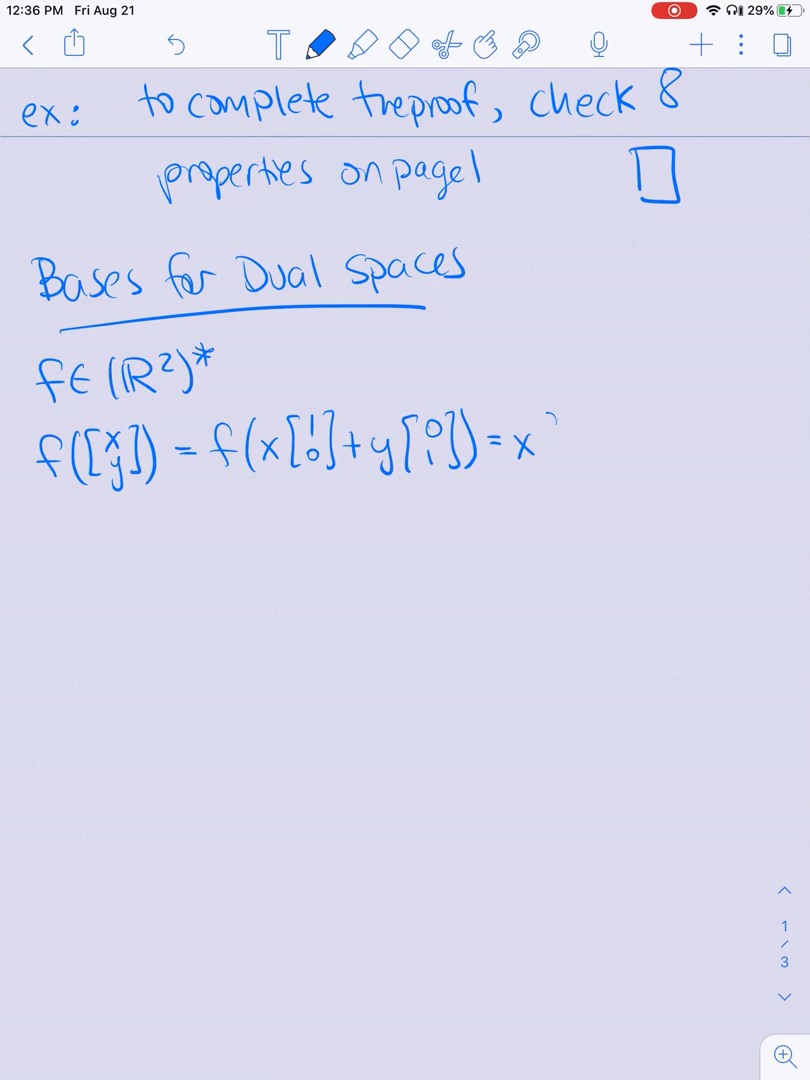 12:36 PM Fri Aug 21 29%
T
ex: to complete the proof, check 8
properties on page 1
Bases for Dual spaces
f ∈ (ℝ²)*
f([x y]) = f(x[1 0] + y[0 1]) = x
1
/
3